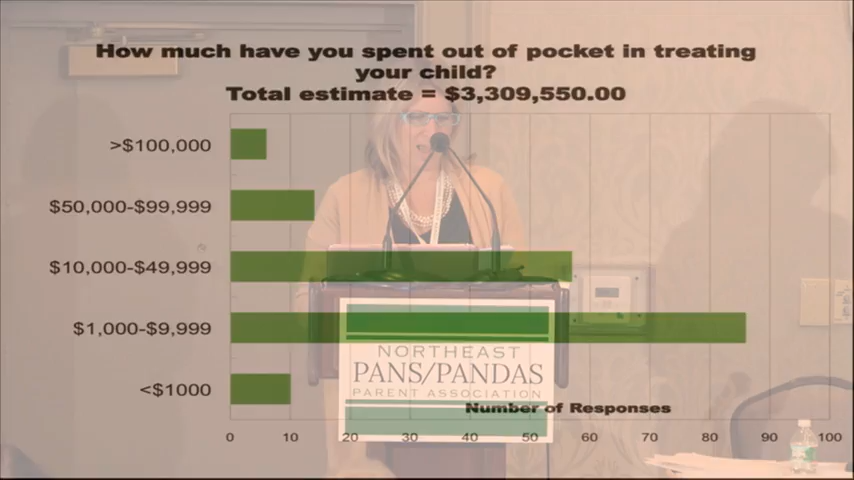 How much have you spent out of pocket in treating
your child?
Total estimate = $3,309,550.00
>$100,000
$50,000-$99,999
$10,000-$49,999
$1,000-$9,999
<$1000
NORTHEAST
PANS/PANDAS
PARENT ASSOCIATION
Number of Responses
0 10 20 30 40 50 60 70 80 90 100